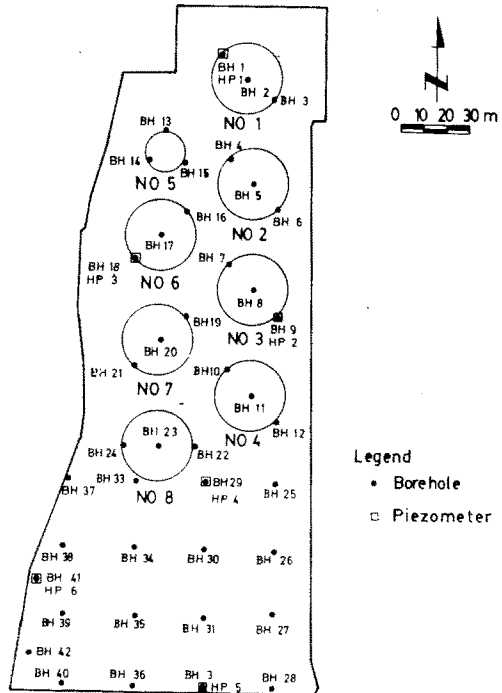 BH 1
HP 1
BH 2
BH 3
NO 1
0 10 20 30 m
BH 13
BH 14
BH 15
NO 5
BH 4
BH 5
BH 6
NO 2
BH 16
BH 17
BH 18
HP 3
NO 6
BH 7
BH 8
BH 9
HP 2
NO 3
BH19
BH 20
BH 21
NO 7
BH10
BH 11
BH 12
NO 4
BH 23
BH 24
BH 22
BH 33
NO 8
BH29
HP 4
BH 25
BH 37
Legend
Borehole
Piezometer
BH 38
BH 34
BH 30
BH 26
BH 41
HP 6
BH 39
BH 35
BH 31
BH 27
BH 42
BH 40
BH 36
BH 3
HP 5
BH 28